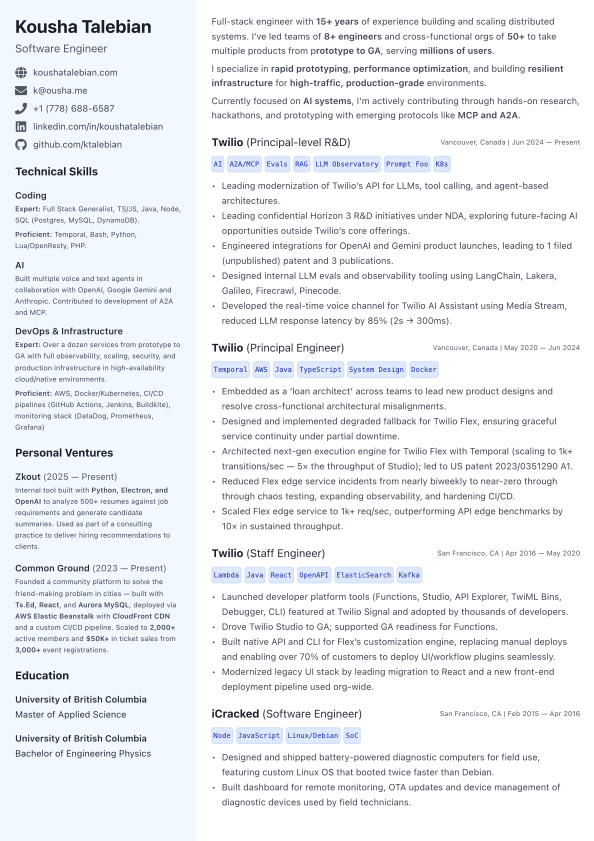 Kousha Talebian
Software Engineer
koushatalebian.com
k@ousha.me
+1 (778) 688-6587
linkedin.com/in/koushatalebian
github.com/ktalebian
Technical Skills
Coding
Expert: Full Stack Generalist, TS/JS, Java, Node,
SQL (Postgres, MySQL, DynamoDB).
Proficient: Temporal, Bash, Python,
Lua/OpenResty, PHP.
AI
Built multiple voice and text agents in
collaboration with OpenAI, Google Gemini and
Anthropic. Contributed to development of A2A
and MCP.
DevOps & Infrastructure
Expert: Over a dozen services from prototype to
GA with full observability, scaling, security, and
production infrastructure in high-availability
cloud/native environments.
Proficient: AWS, Docker/Kubernetes, CI/CD
pipelines (GitHub Actions, Jenkins, Buildkite),
monitoring stack (DataDog, Prometheus,
Grafana)
Personal Ventures
Zkout (2025 — Present)
Internal tool built with Python, Electron, and
OpenAI to analyze 500+ resumes against job
requirements and generate candidate
summaries. Used as part of a consulting
practice to deliver hiring recommendations to
clients.
Common Ground (2023 — Present)
Founded a community platform to solve the
friend-making problem in cities — built with
Ts.Ed, React, and Aurora MySQL, deployed via
AWS Elastic Beanstalk with CloudFront CDN
and a custom CI/CD pipeline. Scaled to 2,000+
active members and $50K+ in ticket sales from
3,000+ event registrations.
Education
University of British Columbia
Master of Applied Science
University of British Columbia
Bachelor of Engineering Physics
Full-stack engineer with 15+ years of experience building and scaling distributed
systems. I've led teams of 8+ engineers and cross-functional orgs of 50+ to take
multiple products from prototype to GA, serving millions of users.
I specialize in rapid prototyping, performance optimization, and building resilient
infrastructure for high-traffic, production-grade environments.
Currently focused on AI systems, I'm actively contributing through hands-on research,
hackathons, and prototyping with emerging protocols like MCP and A2A.
Twilio (Principal-level R&D) Vancouver, Canada | Jun 2024 — Present
AI A2A/MCP Evals RAG LLM Observatory Prompt Foo K8s
• Leading modernization of Twilio's API for LLMs, tool calling, and agent-based
architectures.
• Leading confidential Horizon 3 R&D initiatives under NDA, exploring future-facing AI
opportunities outside Twilio's core offerings.
• Engineered integrations for OpenAI and Gemini product launches, leading to 1 filed
(unpublished) patent and 3 publications.
• Designed internal LLM evals and observability tooling using LangChain, Lakera,
Galileo, Firecrawl, Pinecone.
• Developed the real-time voice channel for Twilio AI Assistant using Media Stream,
reduced LLM response latency by 85% (2s → 300ms).
Twilio (Principal Engineer) Vancouver, Canada | May 2020 — Jun 2024
Temporal AWS Java TypeScript System Design Docker
• Embedded as a ‘loan architect’ across teams to lead new product designs and
resolve cross-functional architectural misalignments.
• Designed and implemented degraded fallback for Twilio Flex, ensuring graceful
service continuity under partial downtime.
• Architected next-gen execution engine for Twilio Flex with Temporal (scaling to 1k+
transitions/sec — 5× the throughput of Studio); led to US patent 2023/0351290 A1.
• Reduced Flex edge service incidents from nearly biweekly to near-zero through
through chaos testing, expanding observability, and hardening CI/CD.
• Scaled Flex edge service to 1k+ req/sec, outperforming API edge benchmarks by
10× in sustained throughput.
Twilio (Staff Engineer) San Francisco, CA | Apr 2016 — May 2020
Lambda Java React OpenAPI ElasticSearch Kafka
• Launched developer platform tools (Functions, Studio, API Explorer, TwiML Bins,
Debugger, CLI) featured at Twilio Signal and adopted by thousands of developers.
• Drove Twilio Studio to GA; supported GA readiness for Functions.
• Built native API and CLI for Flex's customization engine, replacing manual deploys
and enabling over 70% of customers to deploy UI/workflow plugins seamlessly.
• Modernized legacy UI stack by leading migration to React and a new front-end
deployment pipeline used org-wide.
iCracked (Software Engineer) San Francisco, CA | Feb 2015 — Apr 2016
Node JavaScript Linux/Debian SoC
• Designed and shipped battery-powered diagnostic computers for field use,
featuring custom Linux OS that booted twice faster than Debian.
• Built dashboard for remote monitoring, OTA updates and device management of
diagnostic devices used by field technicians.